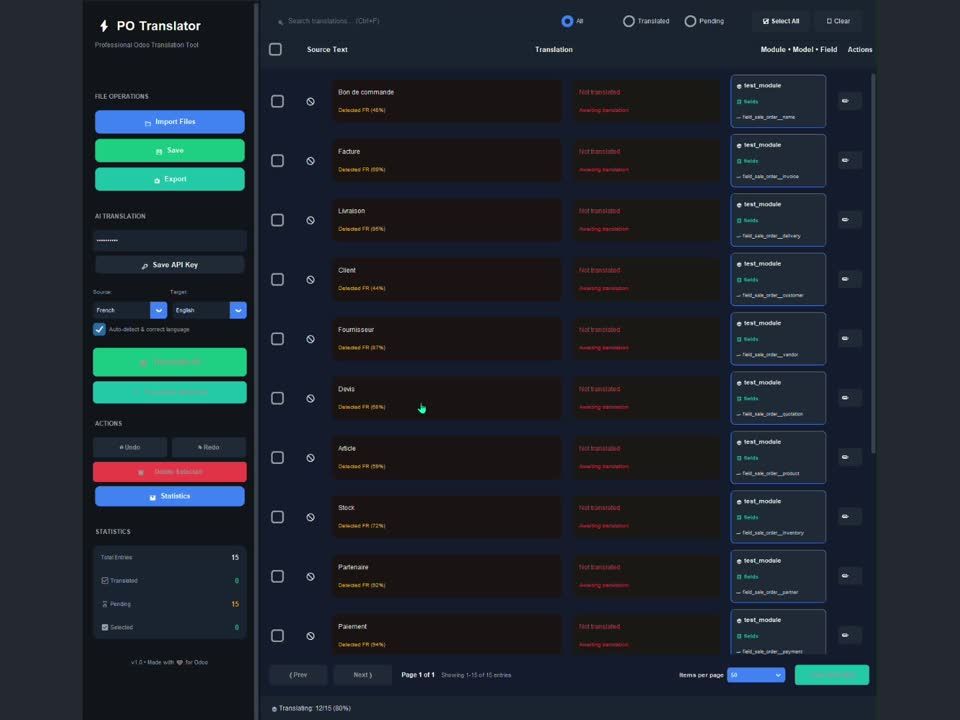 PO Translator
Professional Odoo Translation Tool
FILE OPERATIONS
Import Files
Save
Export
AI TRANSLATION
••••••••••
Save API Key
Source:
Target:
French
English
Auto-detect & correct language
ACTIONS
Undo
Redo
Delete Selected
Statistics
STATISTICS
Total Entries 15
Translated 0
Pending 15
Selected 0
v1.0 • Made with ❤ for Odoo
Search translations... (Ctrl+F)
All
Translated
Pending
Select All
Clear
Source Text
Translation
Module • Model • Field
Actions
Bon de commande
Detected FR (46%)
Not translated
Awaiting translation
test_module
fields
field_sale_order__name
Facture
Detected FR (69%)
Not translated
Awaiting translation
test_module
fields
field_sale_order__invoice
Livraison
Detected FR (95%)
Not translated
Awaiting translation
test_module
fields
field_sale_order__delivery
Client
Detected FR (44%)
Not translated
Awaiting translation
test_module
fields
field_sale_order__customer
Fournisseur
Detected FR (87%)
Not translated
Awaiting translation
test_module
fields
field_sale_order__vendor
Devis
Detected FR (68%)
Not translated
Awaiting translation
test_module
fields
field_sale_order__quotation
Article
Detected FR (59%)
Not translated
Awaiting translation
test_module
fields
field_sale_order__product
Stock
Detected FR (72%)
Not translated
Awaiting translation
test_module
fields
field_sale_order__inventory
Partenaire
Detected FR (92%)
Not translated
Awaiting translation
test_module
fields
field_sale_order__partner
Paiement
Detected FR (94%)
Not translated
Awaiting translation
test_module
fields
field_sale_order__payment
⟨ Prev
Next ⟩
Page 1 of 1
Showing 1-15 of 15 entries
Items per page
50
Translating: 12/15 (80%)